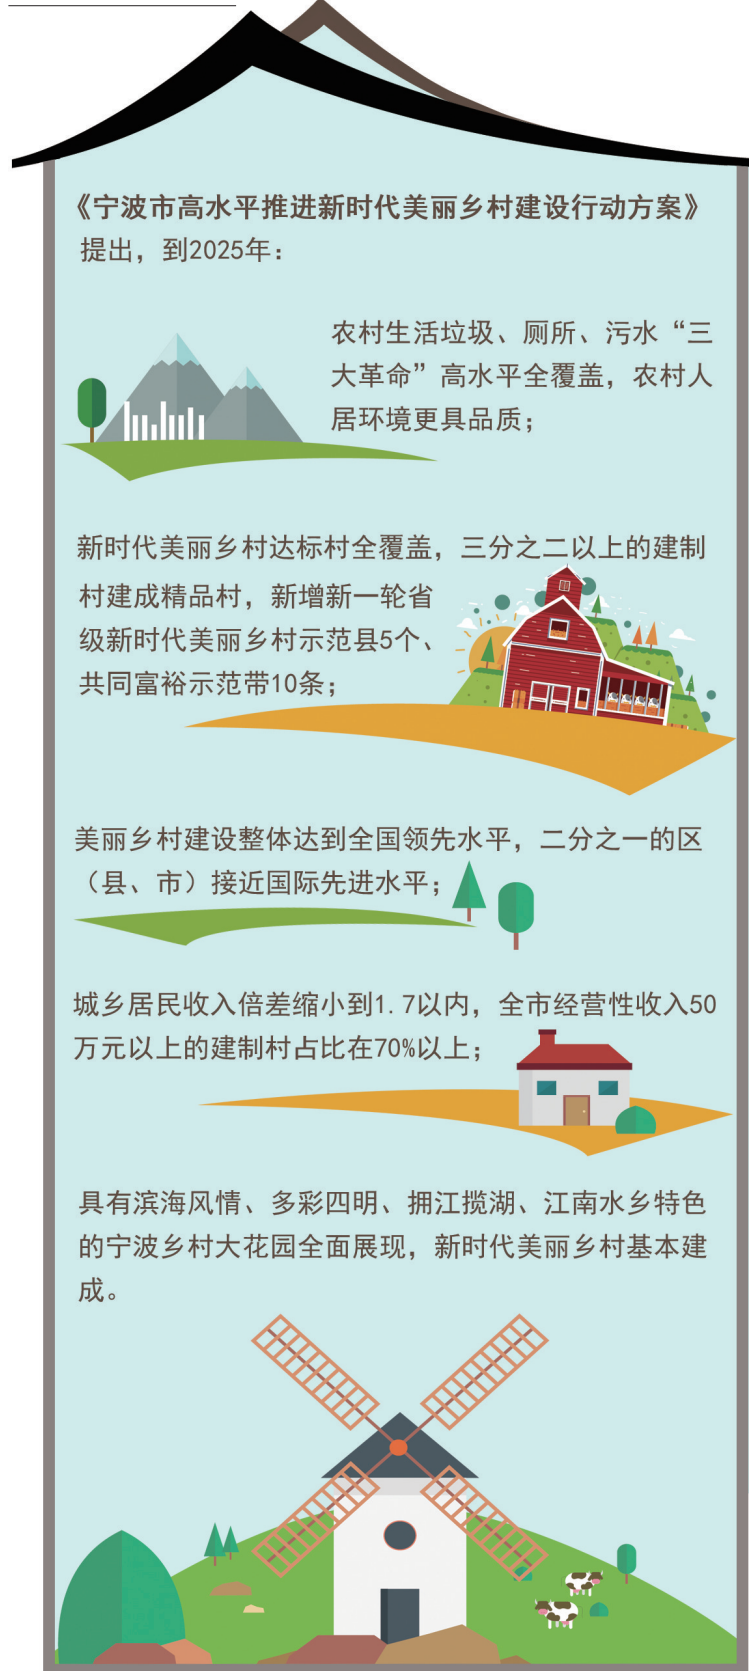 《宁波市高水平推进新时代美丽乡村建设行动方案》
提出，到2025年：
农村生活垃圾、厕所、污水“三
大革命”高水平全覆盖，农村人
居环境更具品质；
新时代美丽乡村达标村全覆盖，三分之二以上的建制
村建成精品村，新增新一轮省
级新时代美丽乡村示范县5个、
共同富裕示范带10条；
美丽乡村建设整体达到全国领先水平，二分之一的区
（县、市）接近国际先进水平；
城乡居民收入倍差缩小到1.7以内，全市经营性收入50
万元以上的建制村占比在70%以上；
具有滨海风情、多彩四明、拥江揽湖、江南水乡特色
的宁波乡村大花园全面展现，新时代美丽乡村基本建
成。